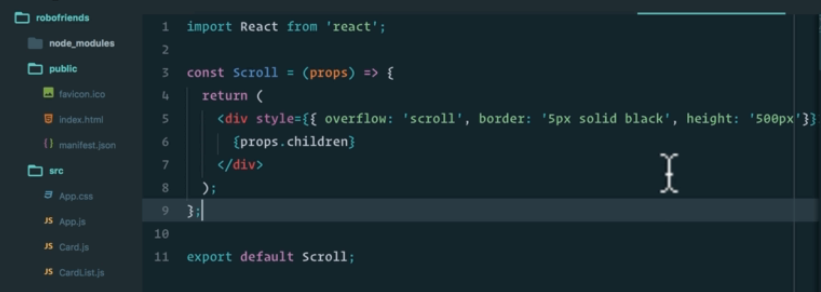 robofriends
node_modules
public
favicon.ico
index.html
manifest.json
src
App.css
App.js
Card.js
CardList.js
1 import React from 'react';
2
3 const Scroll = (props) => {
4 return (
5 <div style={{ overflow: 'scroll', border: '5px solid black', height: '500px'}}
6 {props.children}
7 </div>
8 );
9 };
10
11 export default Scroll;